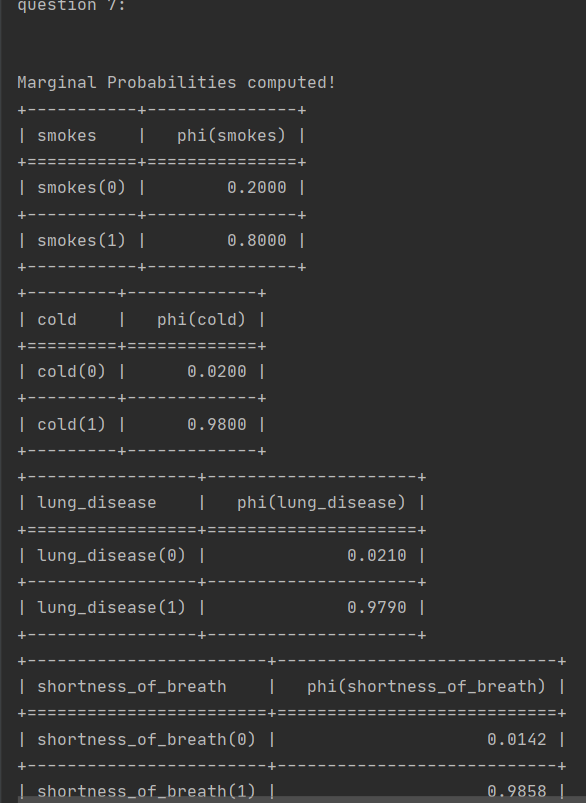 question 7:
Marginal Probabilities computed!
+-----------+---------------+
| smokes    |   phi(smokes) |
+===========+===============+
| smokes(0) |        0.2000 |
+-----------+---------------+
| smokes(1) |        0.8000 |
+-----------+---------------+
+---------+-------------+
| cold    |   phi(cold) |
+=========+=============+
| cold(0) |      0.0200 |
+---------+-------------+
| cold(1) |      0.9800 |
+---------+-------------+
+-----------------+---------------------+
| lung_disease    |   phi(lung_disease) |
+=================+=====================+
| lung_disease(0) |              0.0210 |
+-----------------+---------------------+
| lung_disease(1) |              0.9790 |
+-----------------+---------------------+
+------------------------+----------------------------+
| shortness_of_breath    |   phi(shortness_of_breath) |
+========================+============================+
| shortness_of_breath(0) |                     0.0142 |
+------------------------+----------------------------+
| shortness_of_breath(1) |                     0.9858 |